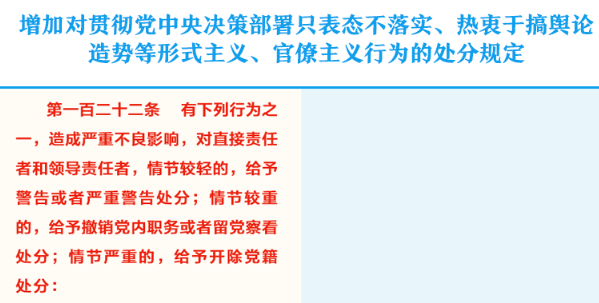 增加对贯彻党中央决策部署只表态不落实、热衷于搞舆论
造势等形式主义、官僚主义行为的处分规定
第一百二十二条　有下列行为之
一，造成严重不良影响，对直接责任
者和领导责任者，情节较轻的，给予
警告或者严重警告处分；情节较重
的，给予撤销党内职务或者留党察看
处分；情节严重的，给予开除党籍
处分：